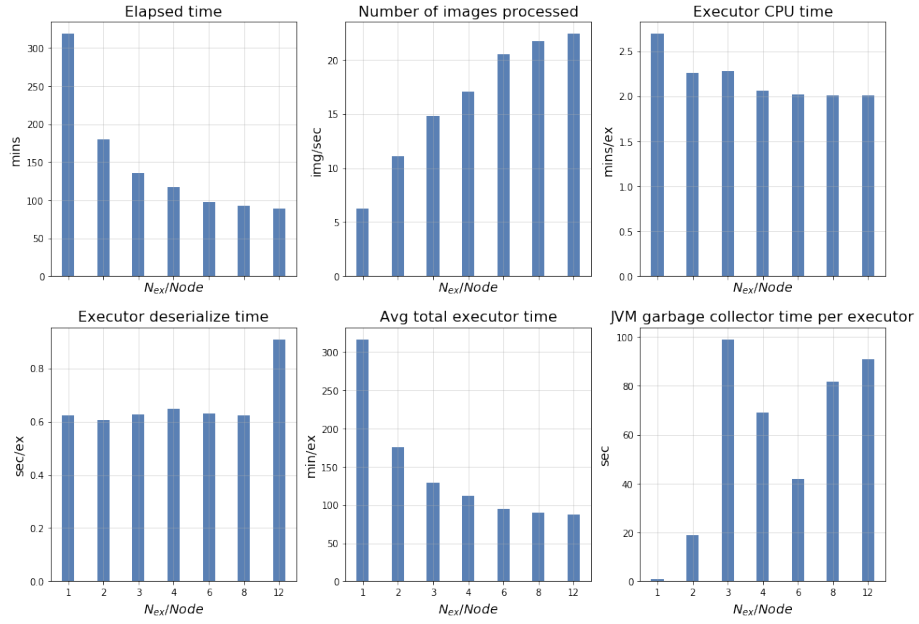 Elapsed time
mins
300
250
200
150
100
50
0
N_ex/Node
Number of images processed
img/sec
20
15
10
5
0
N_ex/Node
Executor CPU time
mins/ex
2.5
2.0
1.5
1.0
0.5
0.0
N_ex/Node
Executor deserialize time
sec/ex
0.8
0.6
0.4
0.2
0.0
1 2 3 4 6 8 12
N_ex/Node
Avg total executor time
min/ex
300
250
200
150
100
50
0
1 2 3 4 6 8 12
N_ex/Node
JVM garbage collector time per executor
sec
100
80
60
40
20
0
1 2 3 4 6 8 12
N_ex/Node